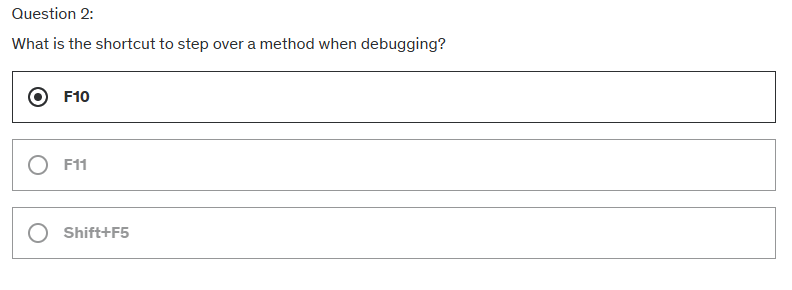 Question 2:
What is the shortcut to step over a method when debugging?
F10
F11
Shift+F5